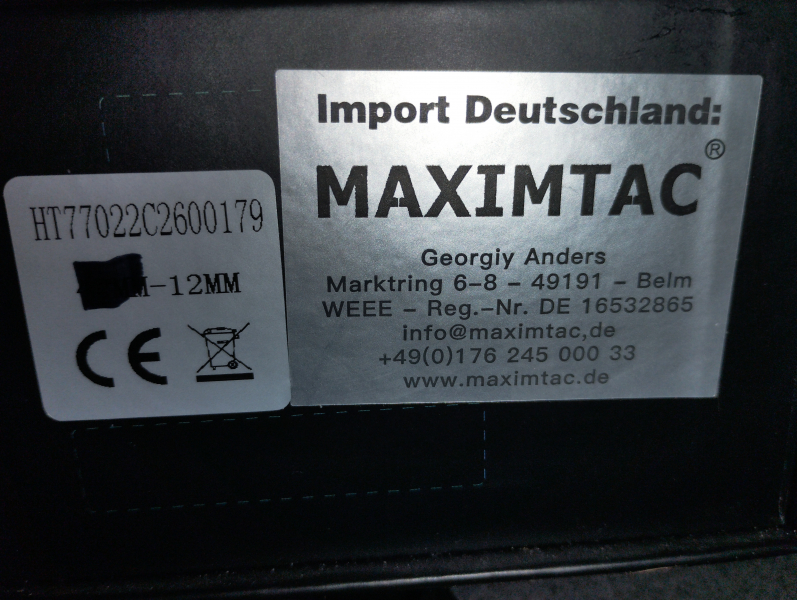 HT77022C2600179
-12MM
CE
Import Deutschland:
MAXIMTAC®
Georgiy Anders
Marktring 6-8 - 49191 - Belm
WEEE - Reg.-Nr. DE 16532865
info@maximtac,de
+49(0)176 245 000 33
www.maximtac.de